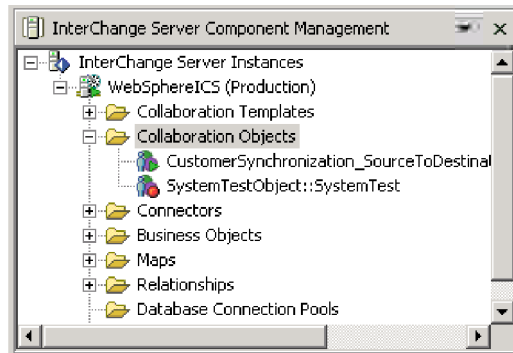 InterChange Server Component Management
InterChange Server Instances
WebSphereICS (Production)
Collaboration Templates
Collaboration Objects
CustomerSynchronization_SourceToDestinal
SystemTestObject::SystemTest
Connectors
Business Objects
Maps
Relationships
Database Connection Pools